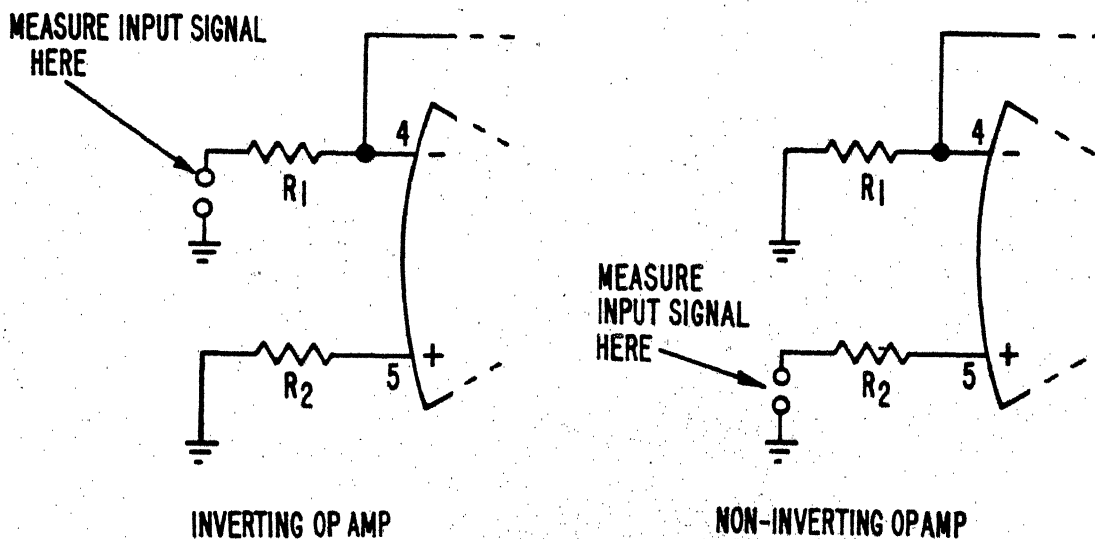 MEASURE INPUT SIGNAL
HERE
4
-
R1
R2
5
+
INVERTING OP AMP
4
-
R1
MEASURE
INPUT SIGNAL
HERE
R2
5
+
NON-INVERTING OPAMP